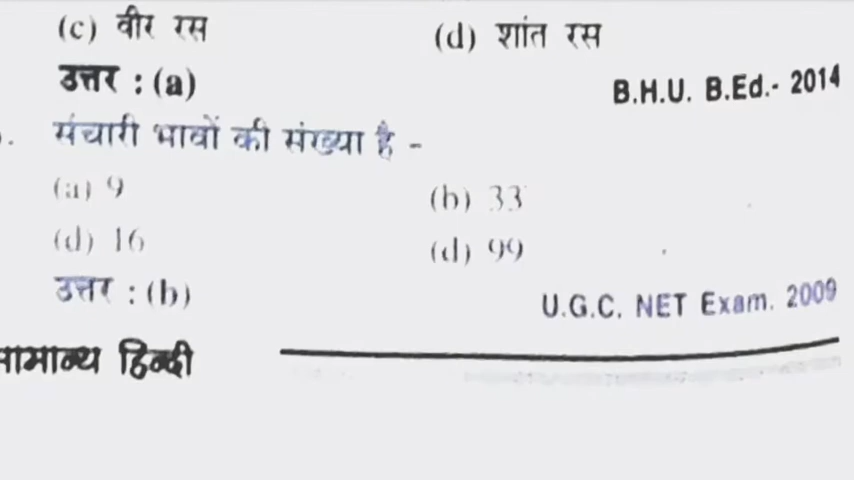 (c) वीर रस (d) शांत रस
उत्तर : (a) B.H.U. B.Ed.- 2014
संचारी भावों की संख्या है -
(a) 9 (b) 33
(d) 16 (d) 99
उत्तर : (b) U.G.C. NET Exam. 2009
सामान्य हिन्दी